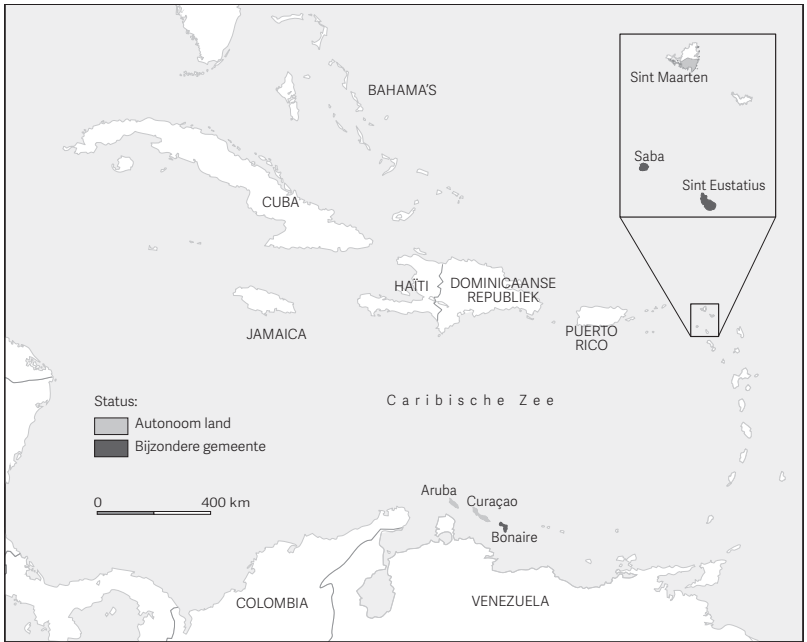 BAHAMA'S
Sint Maarten
Saba
Sint Eustatius
CUBA
HAÏTI
DOMINICAANSE
REPUBLIEK
JAMAICA
PUERTO
RICO
Caribische Zee
Status:
Autonoom land
Bijzondere gemeente
0 400 km
Aruba
Curaçao
Bonaire
COLOMBIA
VENEZUELA